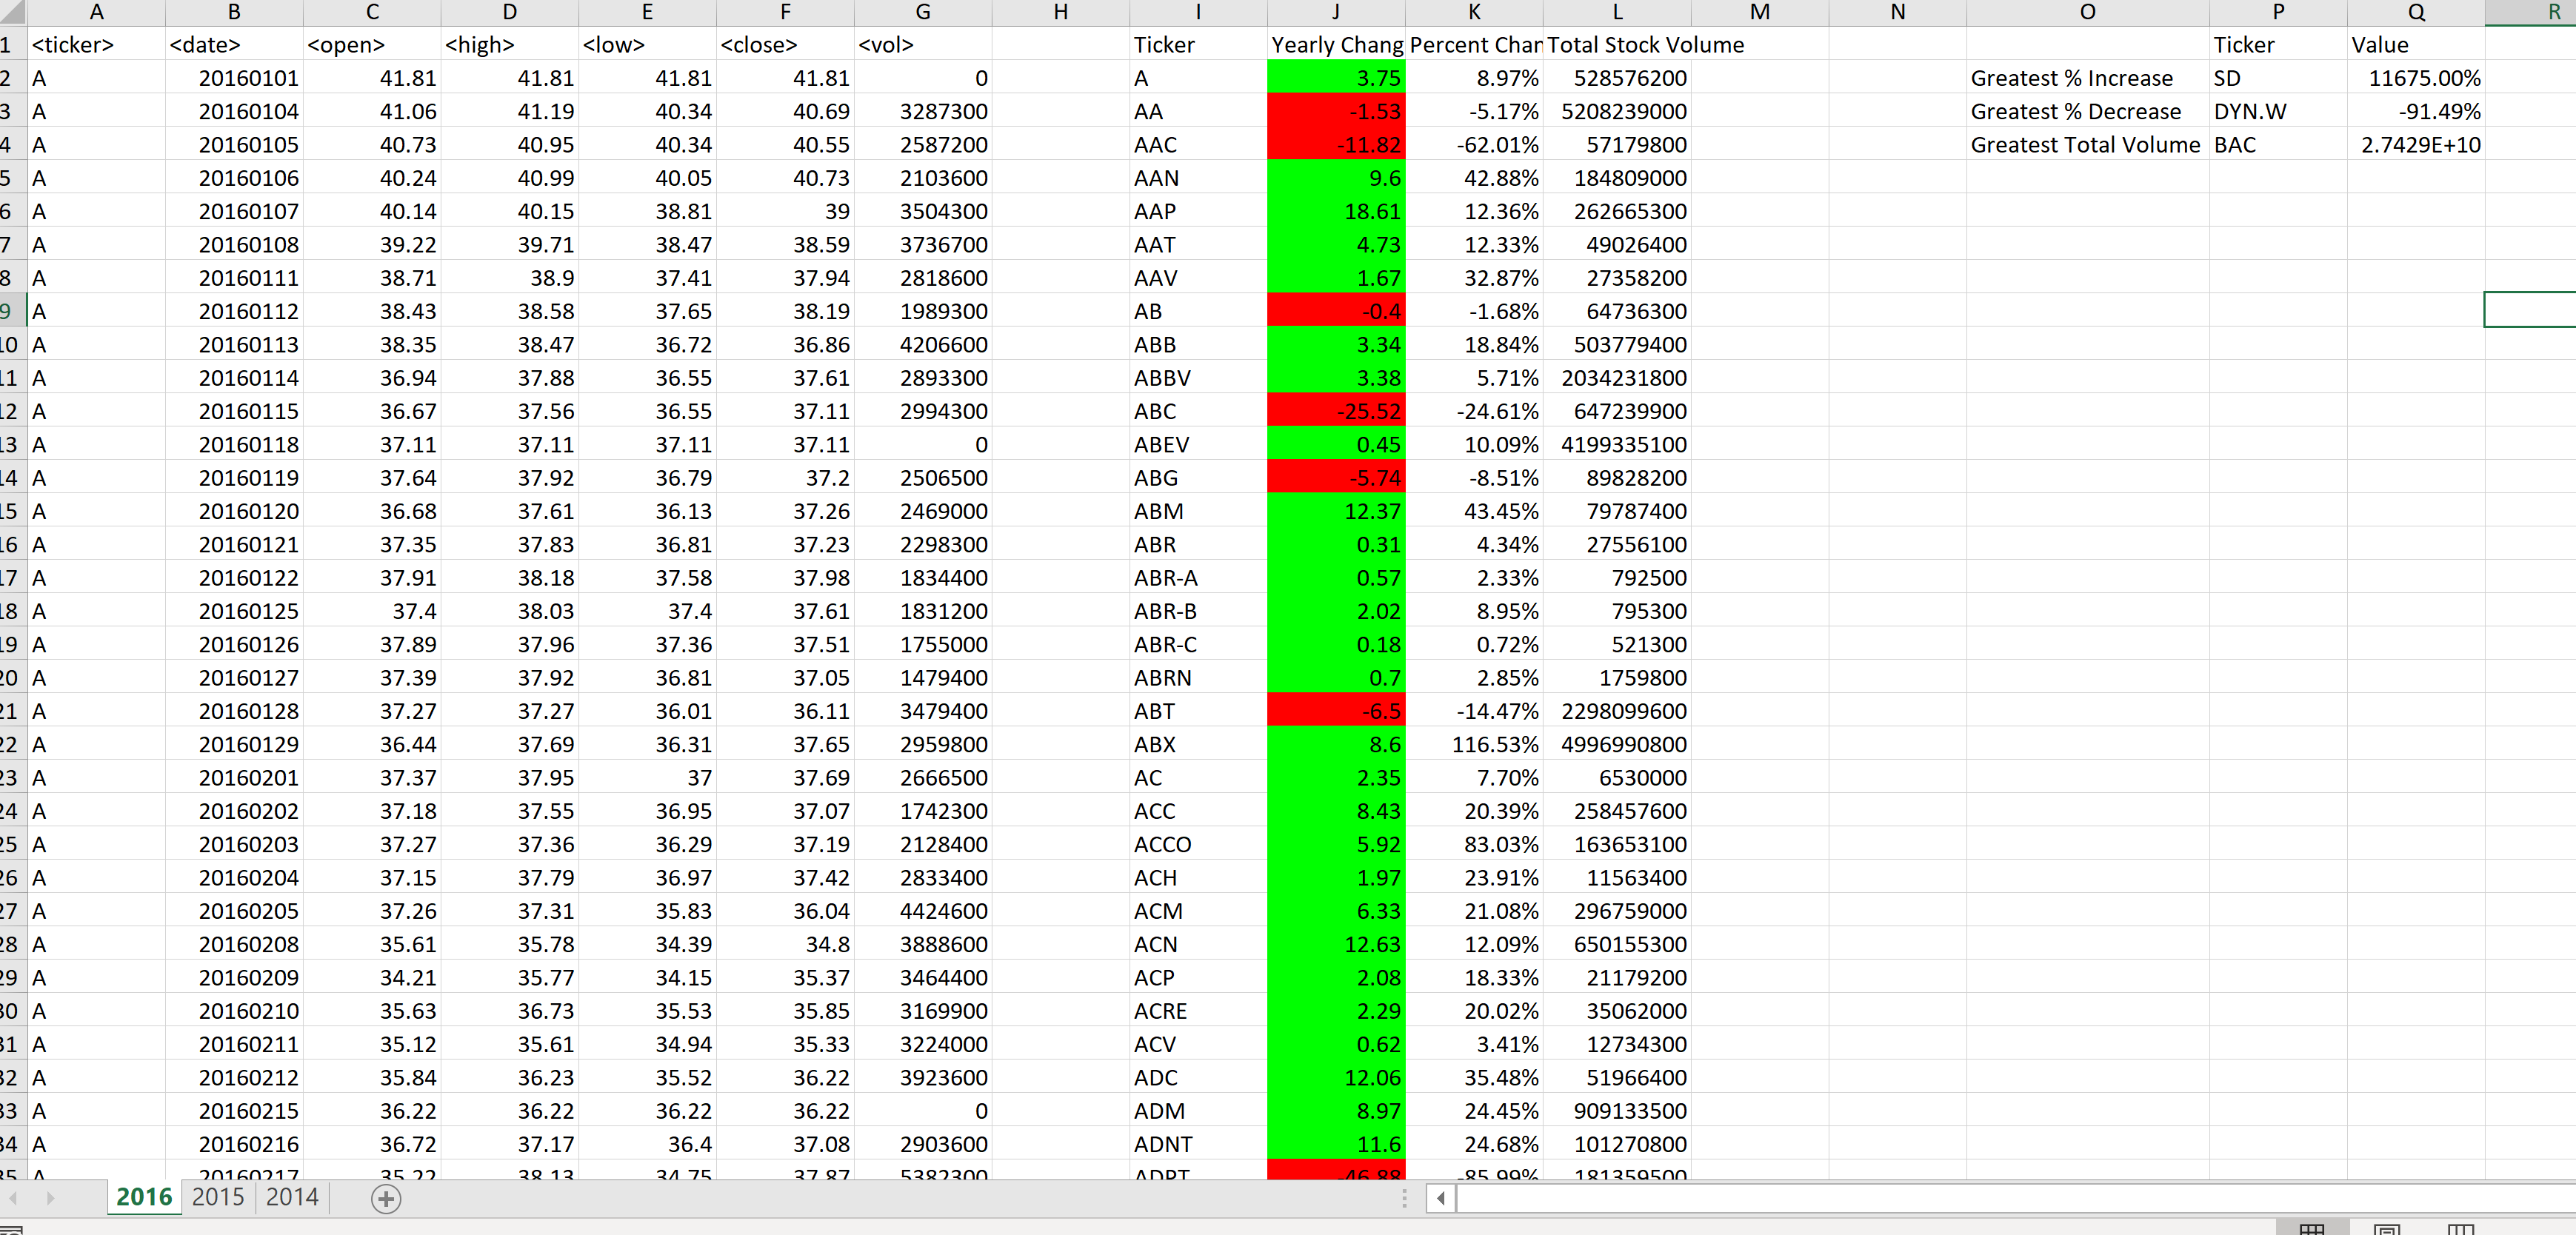 A B C D E F G H I J K L M N O P Q R
1 <ticker> <date> <open> <high> <low> <close> <vol> Ticker Yearly Chang Percent Chan Total Stock Volume Ticker Value
2 A 20160101 41.81 41.81 41.81 41.81 0 A 3.75 8.97% 528576200 Greatest % Increase SD 11675.00%
3 A 20160104 41.06 41.19 40.34 40.69 3287300 AA -1.53 -5.17% 5208239000 Greatest % Decrease DYN.W -91.49%
4 A 20160105 40.73 40.95 40.34 40.55 2587200 AAC -11.82 -62.01% 57179800 Greatest Total Volume BAC 2.7429E+10
5 A 20160106 40.24 40.99 40.05 40.73 2103600 AAN 9.6 42.88% 184809000
6 A 20160107 40.14 40.15 38.81 39 3504300 AAP 18.61 12.36% 262665300
7 A 20160108 39.22 39.71 38.47 38.59 3736700 AAT 4.73 12.33% 49026400
8 A 20160111 38.71 38.9 37.41 37.94 2818600 AAV 1.67 32.87% 27358200
9 A 20160112 38.43 38.58 37.65 38.19 1989300 AB -0.4 -1.68% 64736300
10 A 20160113 38.35 38.47 36.72 36.86 4206600 ABB 3.34 18.84% 503779400
11 A 20160114 36.94 37.88 36.55 37.61 2893300 ABBV 3.38 5.71% 2034231800
12 A 20160115 36.67 37.56 36.55 37.11 2994300 ABC -25.52 -24.61% 647239900
13 A 20160118 37.11 37.11 37.11 37.11 0 ABEV 0.45 10.09% 4199335100
14 A 20160119 37.64 37.92 36.79 37.2 2506500 ABG -5.74 -8.51% 89828200
15 A 20160120 36.68 37.61 36.13 37.26 2469000 ABM 12.37 43.45% 79787400
16 A 20160121 37.35 37.83 36.81 37.23 2298300 ABR 0.31 4.34% 27556100
17 A 20160122 37.91 38.18 37.58 37.98 1834400 ABR-A 0.57 2.33% 792500
18 A 20160125 37.4 38.03 37.4 37.61 1831200 ABR-B 2.02 8.95% 795300
19 A 20160126 37.89 37.96 37.36 37.51 1755000 ABR-C 0.18 0.72% 521300
20 A 20160127 37.39 37.92 36.81 37.05 1479400 ABRN 0.7 2.85% 1759800
21 A 20160128 37.27 37.27 36.01 36.11 3479400 ABT -6.5 -14.47% 2298099600
22 A 20160129 36.44 37.69 36.31 37.65 2959800 ABX 8.6 116.53% 4996990800
23 A 20160201 37.37 37.95 37 37.69 2666500 AC 2.35 7.70% 6530000
24 A 20160202 37.18 37.55 36.95 37.07 1742300 ACC 8.43 20.39% 258457600
25 A 20160203 37.27 37.36 36.29 37.19 2128400 ACCO 5.92 83.03% 163653100
26 A 20160204 37.15 37.79 36.97 37.42 2833400 ACH 1.97 23.91% 11563400
27 A 20160205 37.26 37.31 35.83 36.04 4424600 ACM 6.33 21.08% 296759000
28 A 20160208 35.61 35.78 34.39 34.8 3888600 ACN 12.63 12.09% 650155300
29 A 20160209 34.21 35.77 34.15 35.37 3464400 ACP 2.08 18.33% 21179200
30 A 20160210 35.63 36.73 35.53 35.85 3169900 ACRE 2.29 20.02% 35062000
31 A 20160211 35.12 35.61 34.94 35.33 3224000 ACV 0.62 3.41% 12734300
32 A 20160212 35.84 36.23 35.52 36.22 3923600 ADC 12.06 35.48% 51966400
33 A 20160215 36.22 36.22 36.22 36.22 0 ADM 8.97 24.45% 909133500
34 A 20160216 36.72 37.17 36.4 37.08 2903600 ADNT 11.6 24.68% 101270800
35 A 20160217 35.22 38.13 34.75 37.87 5382300 ADPT -46.88 -85.99% 181359500
2016 2015 2014